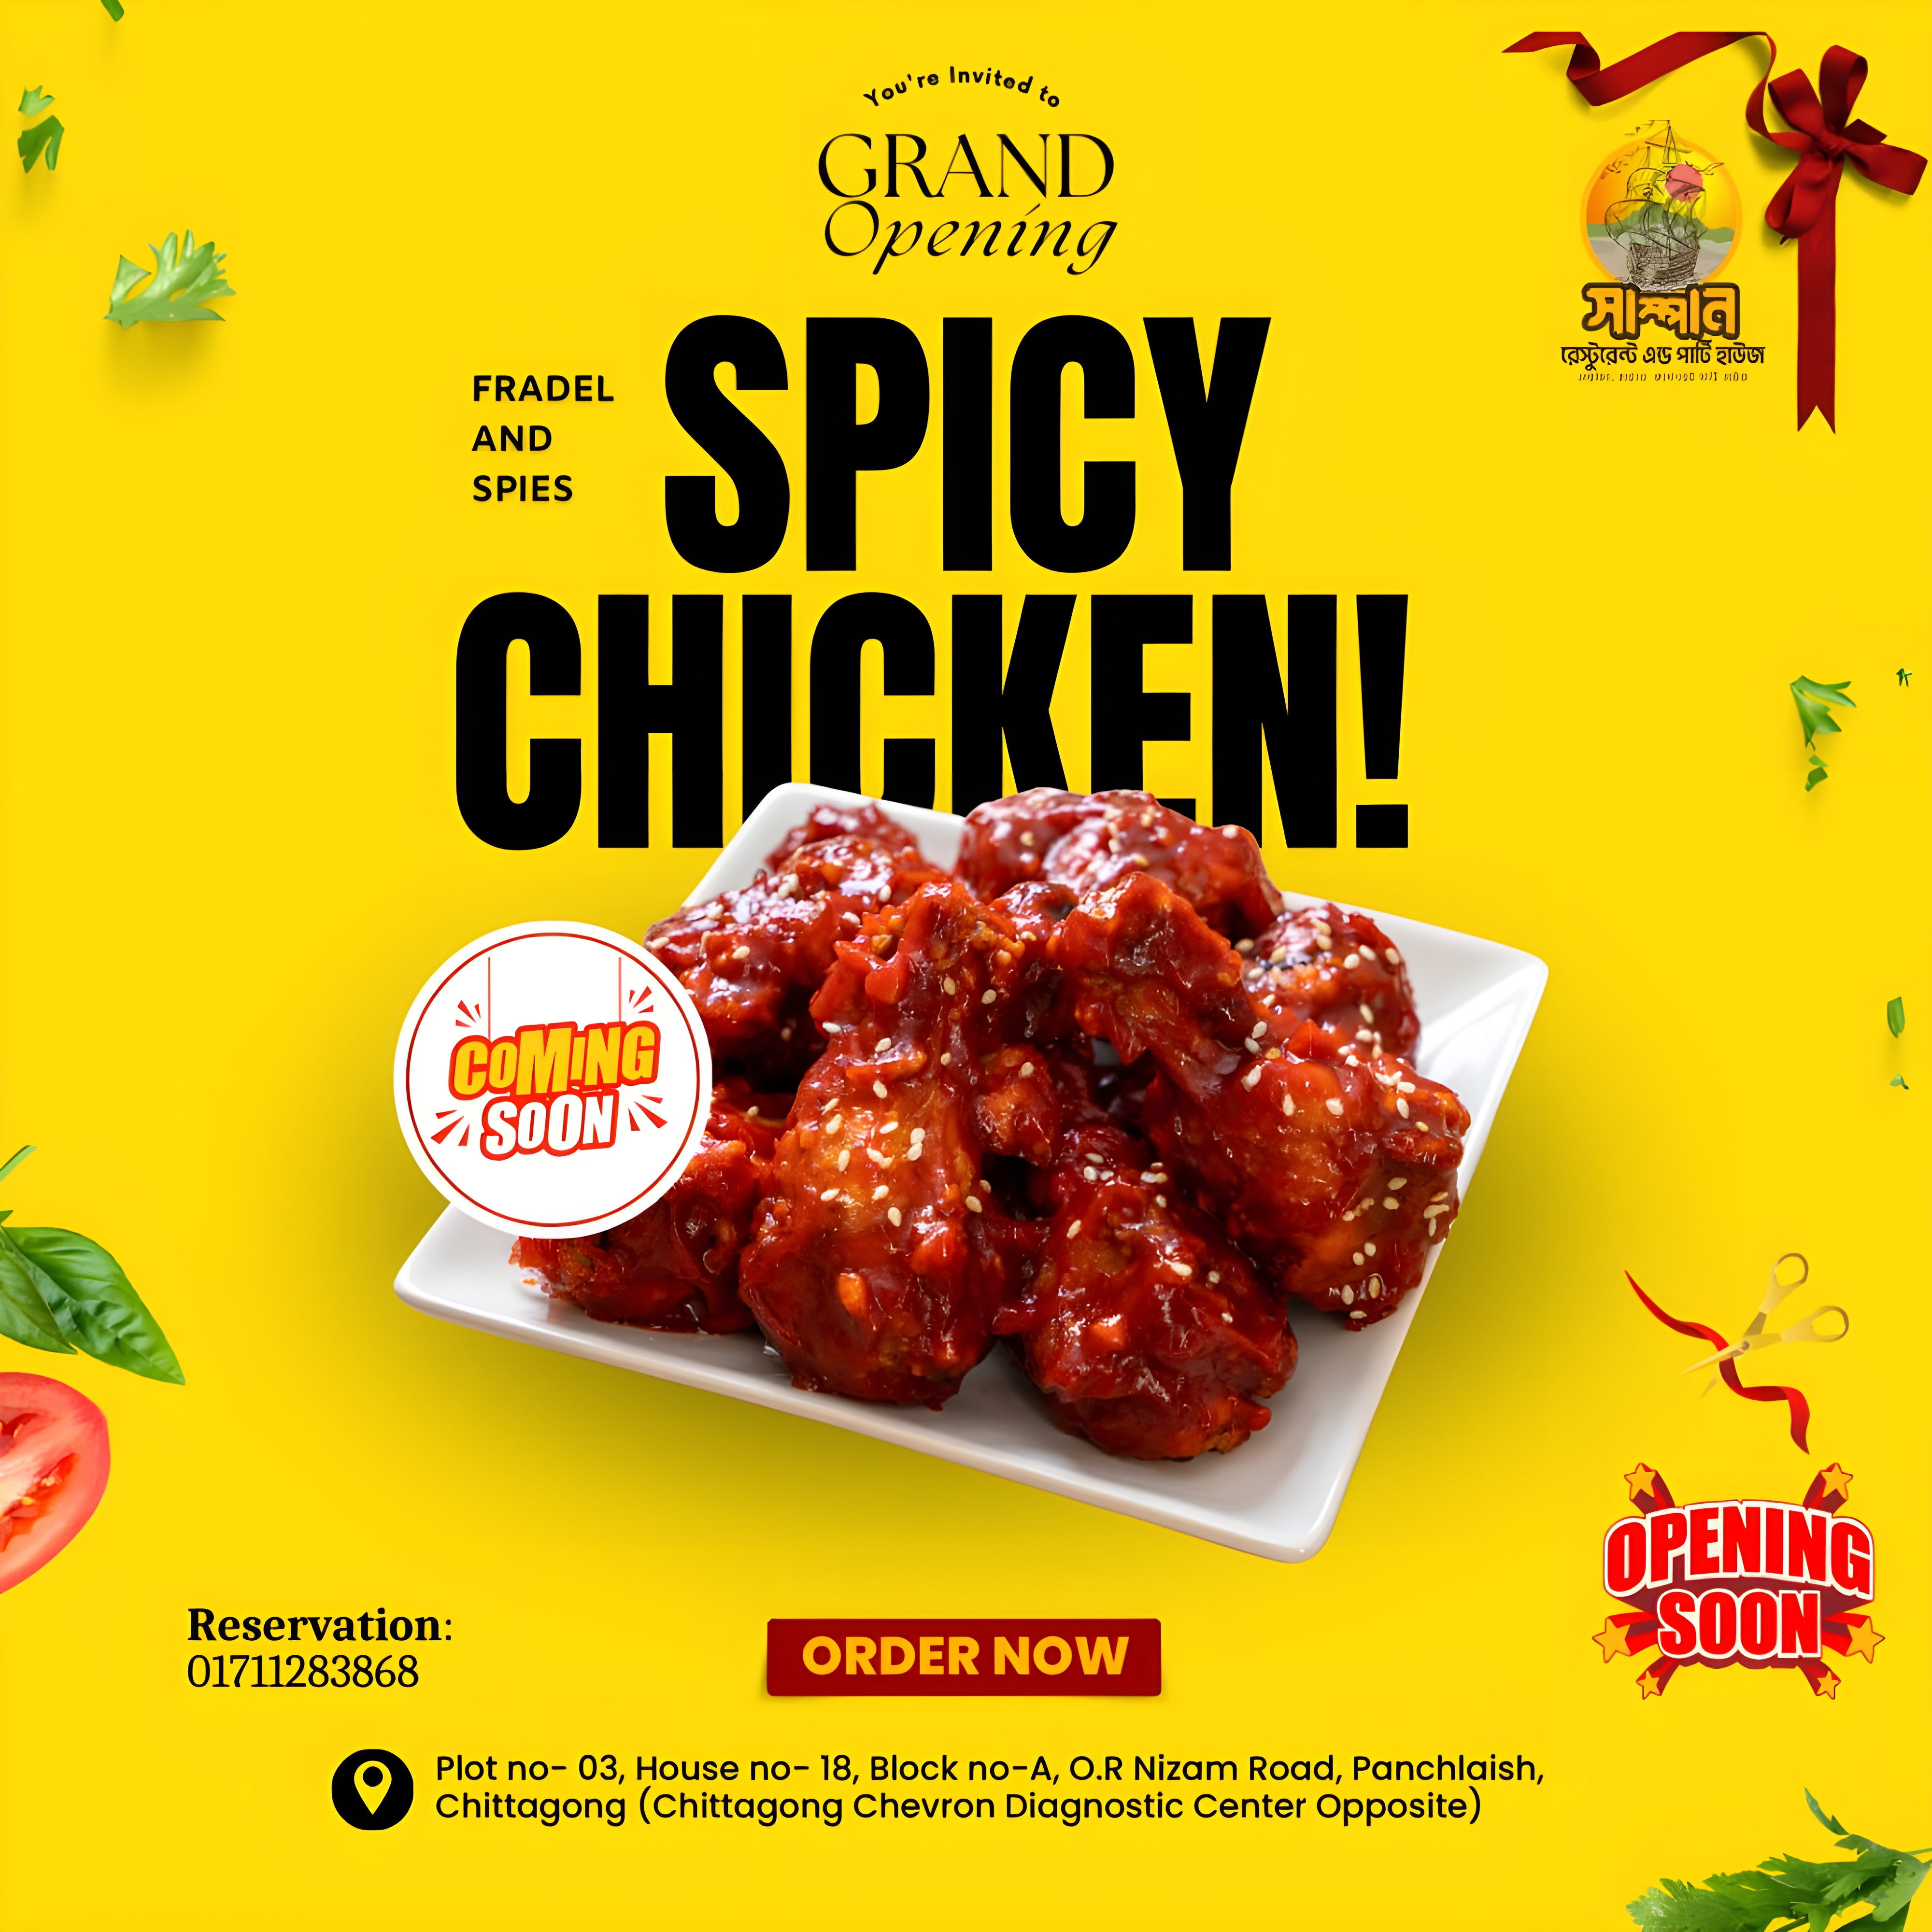 You're Invited to
GRAND
Opening
সাম্পান
রেস্টুরেন্ট এন্ড পার্টি হাউজ
FRADEL
AND
SPIES
SPICY
CHICKEN!
COMING
SOON
OPENING
SOON
Reservation:
01711283868
ORDER NOW
Plot no- 03, House no- 18, Block no-A, O.R Nizam Road, Panchlaish,
Chittagong (Chittagong Chevron Diagnostic Center Opposite)